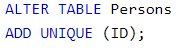 ALTER TABLE Persons
ADD UNIQUE (ID);